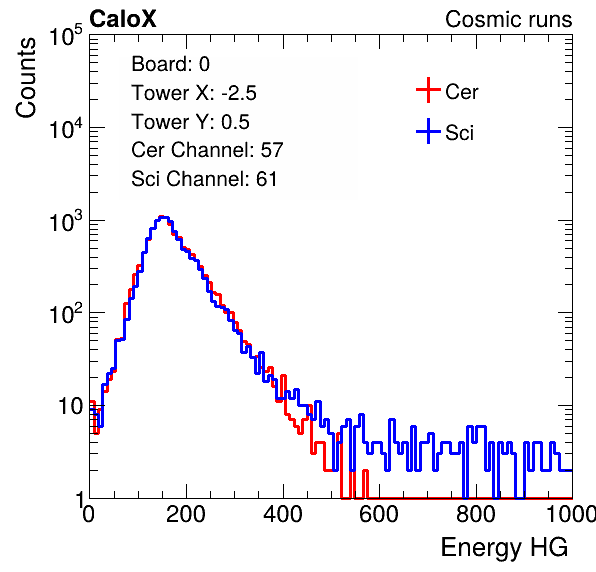 CaloX Cosmic runs
Counts
10^5
10^4
10^3
10^2
10
1
Board: 0
Tower X: -2.5
Tower Y: 0.5
Cer Channel: 57
Sci Channel: 61
Cer
Sci
0 200 400 600 800 1000
Energy HG